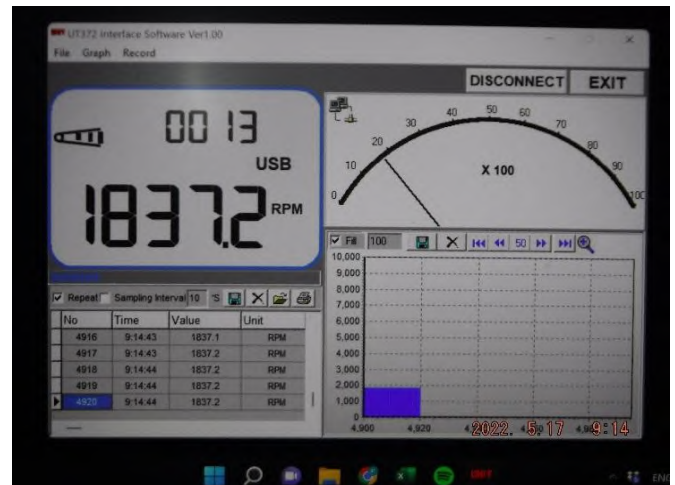 UT372 Interface Software Ver1.00
File Graph Record
DISCONNECT EXIT
0013
USB
1837.2 RPM
0 10 20 30 40 50 60 70 80 90 100
X 100
Fill 100 50
Repeat Sampling Interval 10 'S
No Time Value Unit
4916 9:14:43 1837.1 RPM
4917 9:14:43 1837.2 RPM
4918 9:14:44 1837.2 RPM
4919 9:14:44 1837.2 RPM
4920 9:14:44 1837.2 RPM
10,000
9,000
8,000
7,000
6,000
5,000
4,000
3,000
2,000
1,000
0
4,900 4,920
2022. 5.17 9:14
ENG